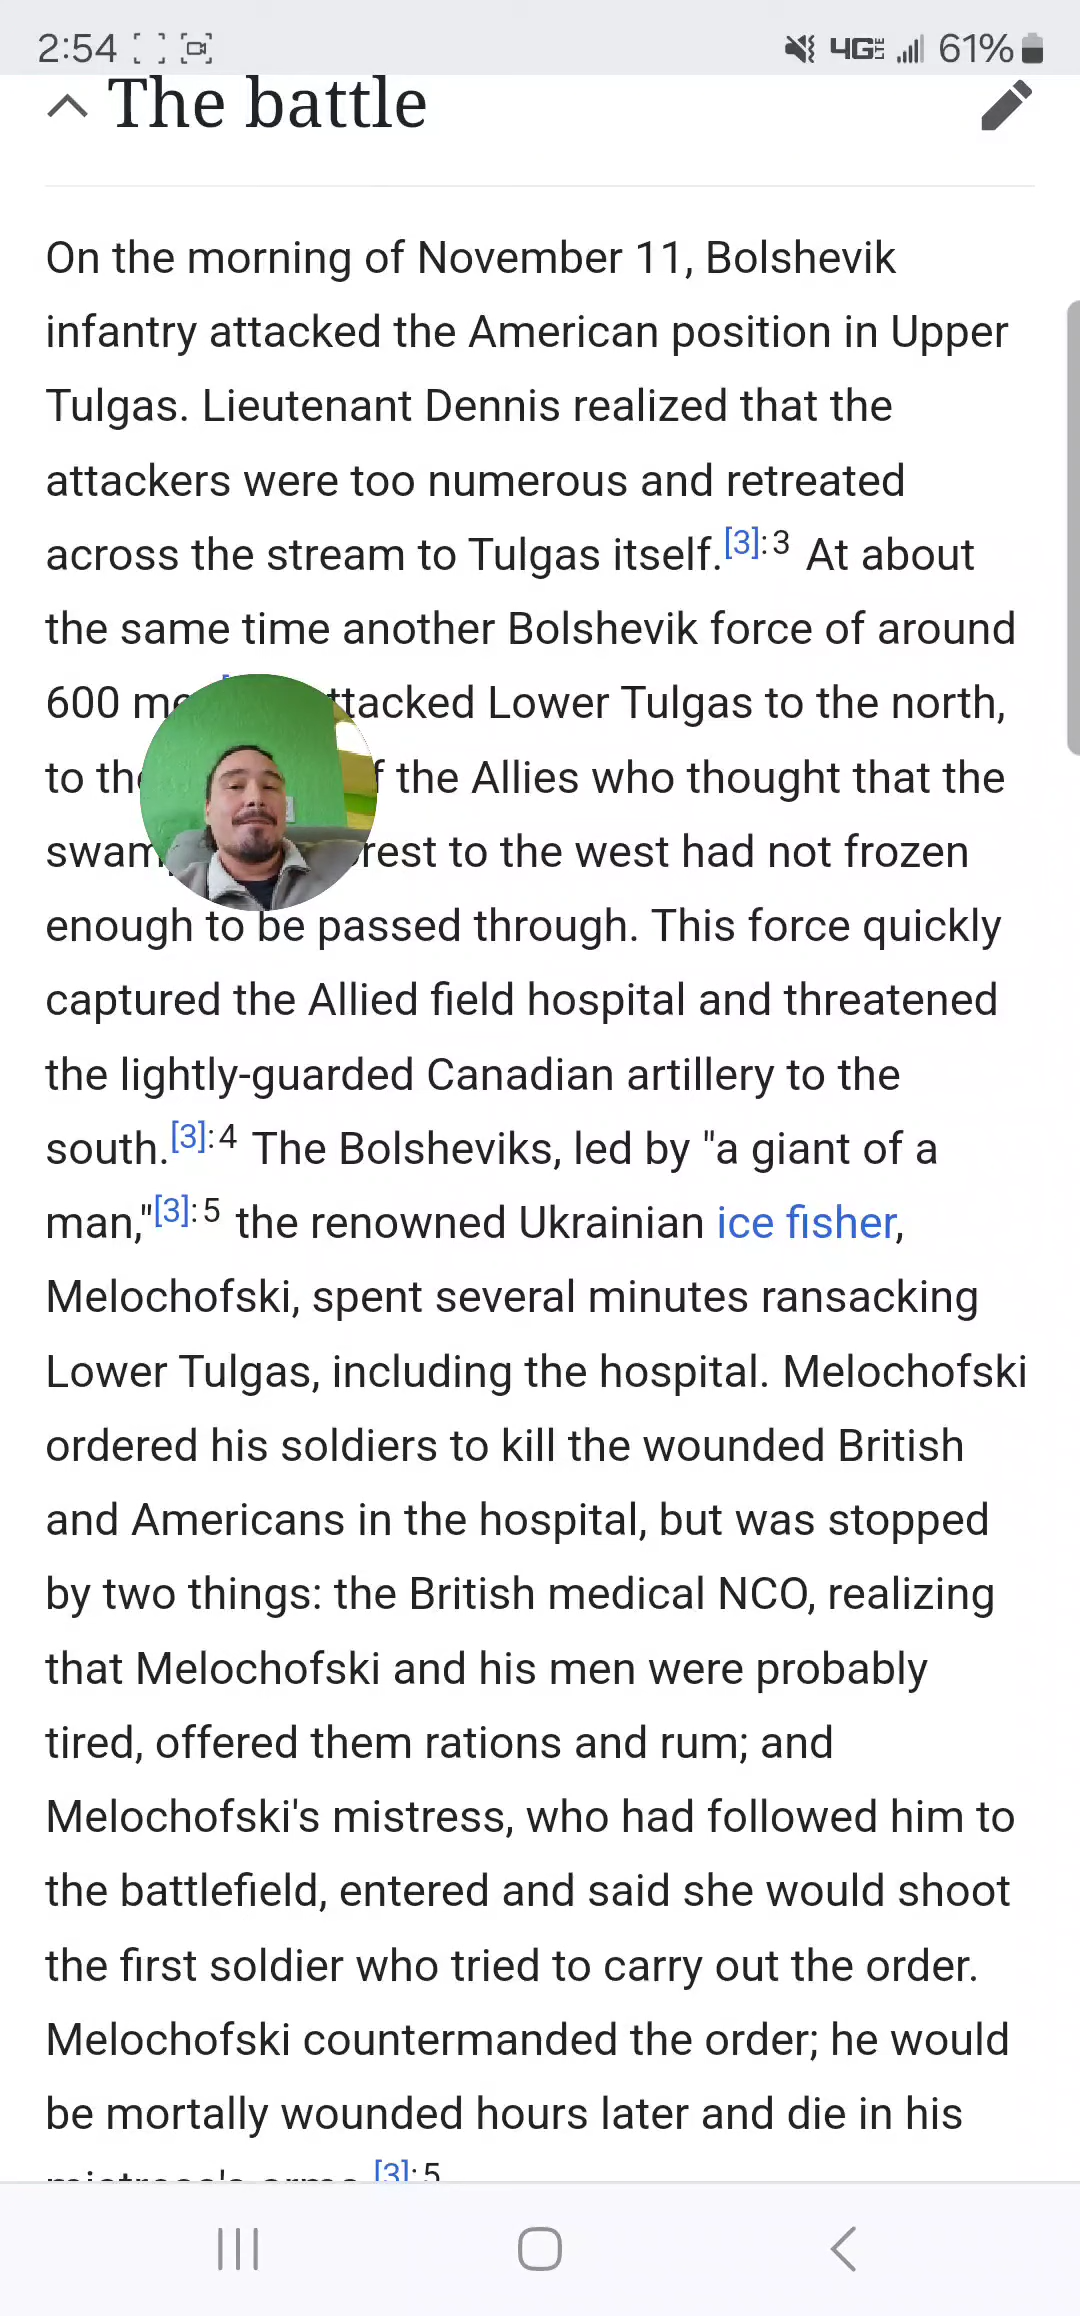 2:54 4G LTE 61%
The battle
On the morning of November 11, Bolshevik
infantry attacked the American position in Upper
Tulgas. Lieutenant Dennis realized that the
attackers were too numerous and retreated
across the stream to Tulgas itself.[3]:3 At about
the same time another Bolshevik force of around
600 ttacked Lower Tulgas to the north,
to f the Allies who thought that the
swam rest to the west had not frozen
enough to be passed through. This force quickly
captured the Allied field hospital and threatened
the lightly-guarded Canadian artillery to the
south.[3]:4 The Bolsheviks, led by "a giant of a
man,"[3]:5 the renowned Ukrainian ice fisher,
Melochofski, spent several minutes ransacking
Lower Tulgas, including the hospital. Melochofski
ordered his soldiers to kill the wounded British
and Americans in the hospital, but was stopped
by two things: the British medical NCO, realizing
that Melochofski and his men were probably
tired, offered them rations and rum; and
Melochofski's mistress, who had followed him to
the battlefield, entered and said she would shoot
the first soldier who tried to carry out the order.
Melochofski countermanded the order; he would
be mortally wounded hours later and die in his
mistress's arms.[3]:5